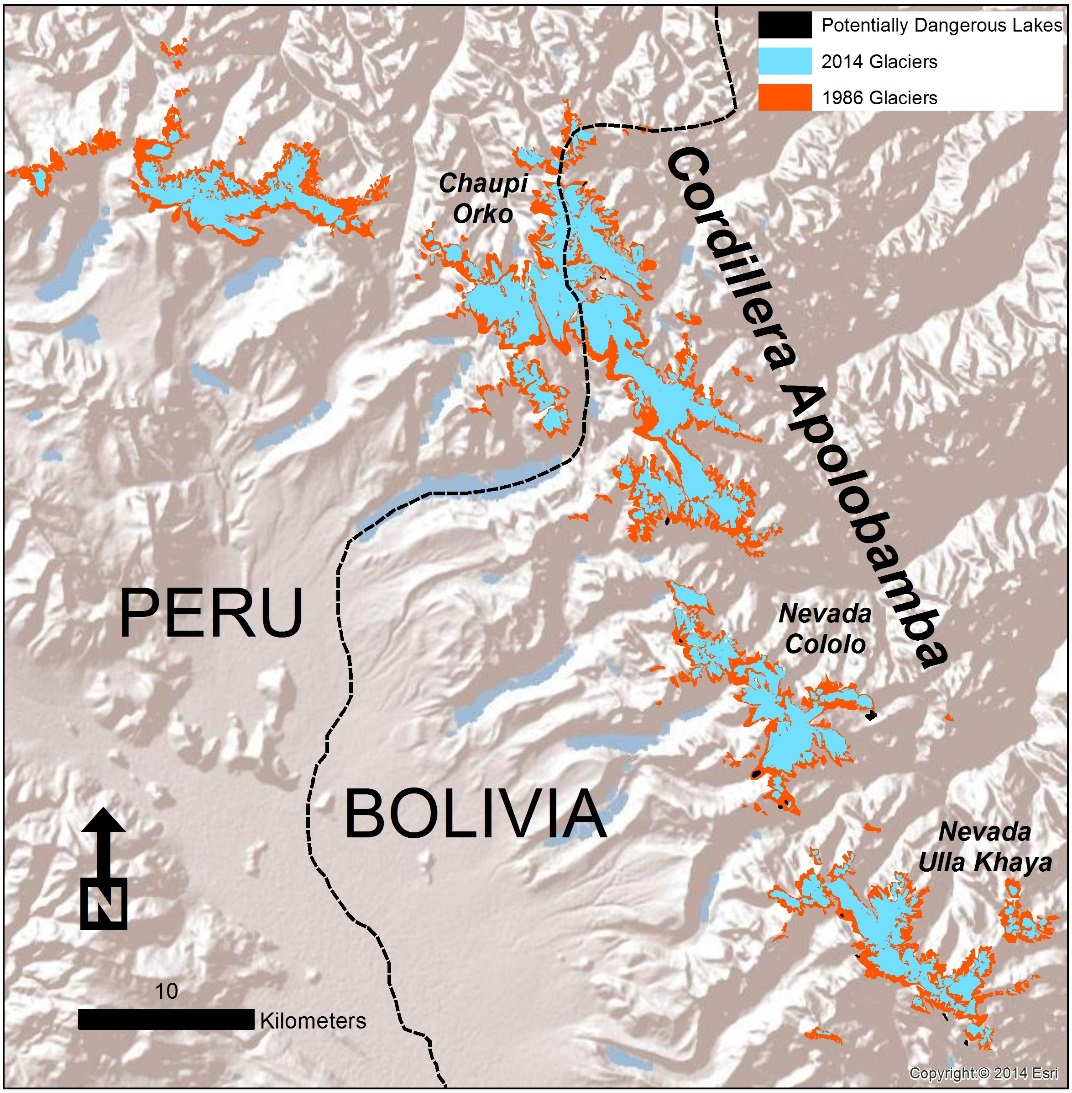 Potentially Dangerous Lakes
2014 Glaciers
1986 Glaciers
Chaupi
Orko
Cordillera Apolobamba
PERU
Nevada
Cololo
BOLIVIA
Nevada
Ulla Khaya
N
10
Kilometers
Copyright:© 2014 Esri